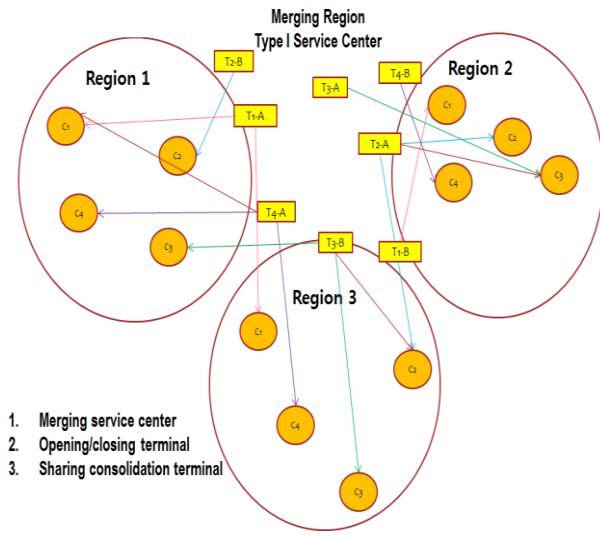 Merging Region
Type I Service Center
Region 1
T2-B
T4-B
Region 2
T3-A
C1
T1-A
C1
C2
T2-A
C2
C3
C4
C4
T4-A
C3
T3-B
T1-B
Region 3
C1
C2
C4
C3
1. Merging service center
2. Opening/closing terminal
3. Sharing consolidation terminal